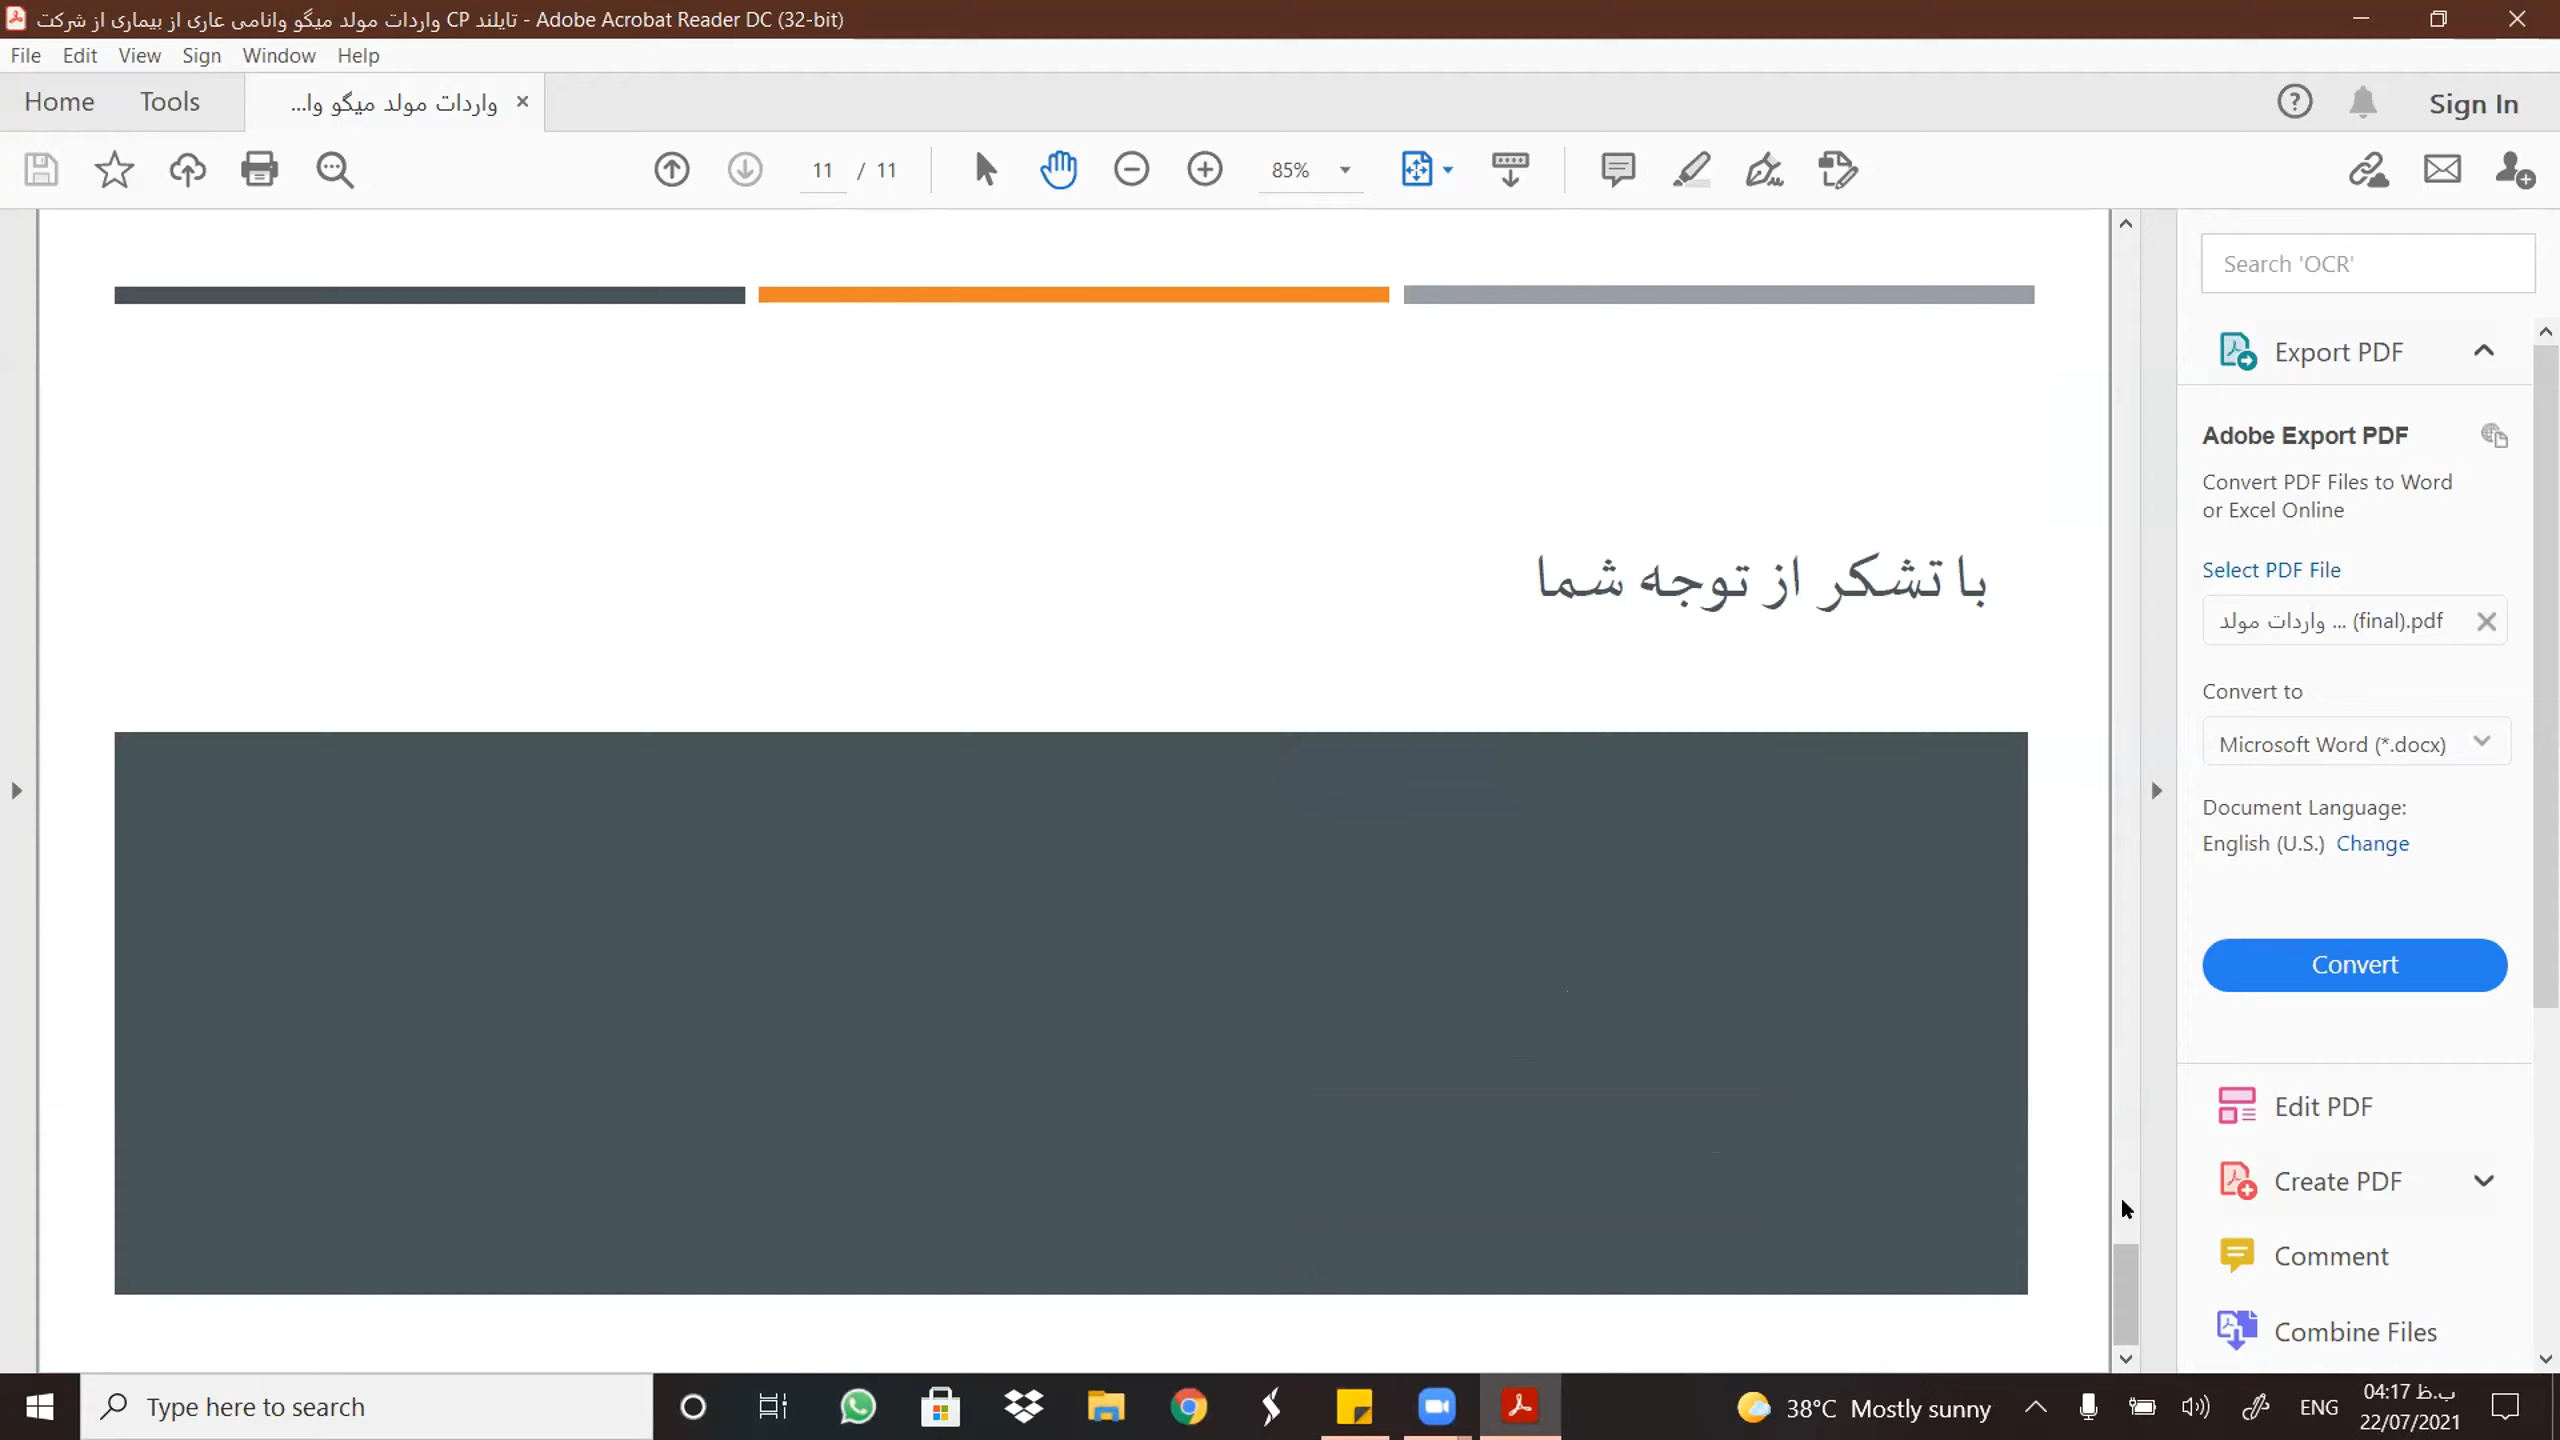 واردات مولد میگو وانامی عاری از بیماری از شرکت CP تایلند - Adobe Acrobat Reader DC (32-bit)
File Edit View Sign Window Help
Home Tools واردات مولد میگو وا... Sign In
11 / 11 85%
Search 'OCR'
Export PDF
Adobe Export PDF
Convert PDF Files to Word
or Excel Online
Select PDF File
واردات مولد ... (final).pdf
Convert to
Microsoft Word (*.docx)
Document Language:
English (U.S.) Change
Convert
Edit PDF
Create PDF
Comment
Combine Files
با تشکر از توجه شما
Type here to search
38°C Mostly sunny
ENG
04:17 ب.ظ
22/07/2021